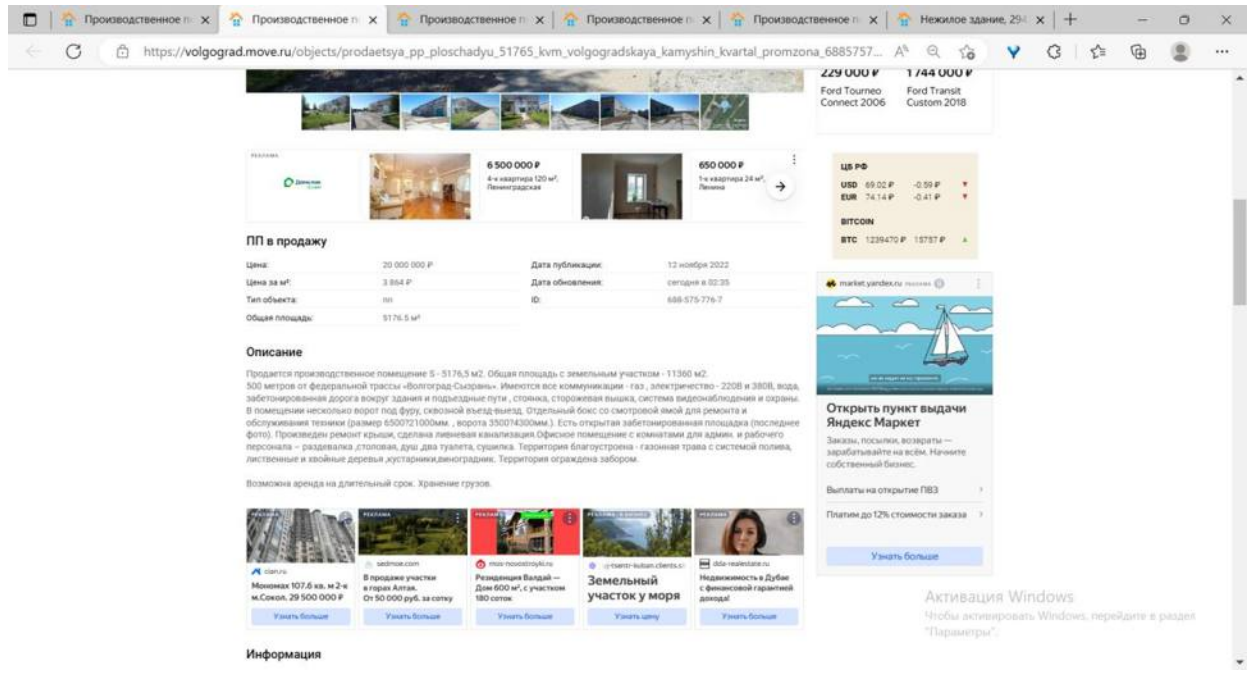 Производственное п
Производственное п
Производственное п
Производственное п
Производственное п
Нежилое здание, 294
https://volgograd.move.ru/objects/prodaetsya_pp_ploschadyu_51765_kvm_volgogradskaya_kamyshin_kvartal_promzona_6885757...
229 000 ₽
1 744 000 ₽
Ford Tourneo
Connect 2006
Ford Transit
Custom 2018
РЕКЛАМА
6 500 000 ₽
4-к квартира 120 м²,
Ленинградская
650 000 ₽
1-к квартира 24 м²,
Ленина
ЦБ РФ
USD 69.02 ₽ -0.59 ₽
EUR 74.14 ₽ -0.41 ₽
BITCOIN
BTC 1239470 ₽ 15757 ₽
ПП в продажу
Цена: 20 000 000 ₽ Дата публикации: 12 ноября 2022
Цена за м²: 3 864 ₽ Дата обновления: сегодня в 02:35
Тип объекта: пп ID: 688-575-776-7
Общая площадь: 5176.5 м²
Описание
Продается производственное помещение S - 5176,5 м2. Общая площадь с земельным участком - 11360 м2.
500 метров от федеральной трассы «Волгоград-Сызрань». Имеются все коммуникации - газ , электричество - 220В и 380В, вода,
забетонированная дорога вокруг здания и подъездные пути , стоянка, сторожевая вышка, система видеонаблюдения и охраны.
В помещении несколько ворот под фуру, сквозной въезд-выезд. Отдельный бокс со смотровой ямой для ремонта и
обслуживания техники (размер 6500?21000мм. , ворота 3500?4300мм.). Есть открытая забетонированная площадка (последнее
фото). Произведен ремонт крыши, сделана ливневая канализация.Офисное помещение с комнатами для админ. и рабочего
персонала – раздевалка ,столовая, душ ,два туалета, сушилка. Территория благоустроена - газонная трава с системой полива,
лиственные и хвойные деревья ,кустарники,виноградник. Территория ограждена забором.
Возможна аренда на длительный срок. Хранение грузов.
market.yandex.ru РЕКЛАМА
Открыть пункт выдачи
Яндекс Маркет
Заказы, посылки, возвраты —
зарабатывайте на всём. Начните
собственный бизнес.
Выплаты на открытие ПВЗ
Платим до 12% стоимости заказа
Узнать больше
РЕКЛАМА
cian.ru
Мономах 107.6 кв. м 2-к
м.Сокол. 29 500 000 ₽
Узнать больше
РЕКЛАМА
sedmoe.com
В продаже участки
в горах Алтая.
От 50 000 руб. за сотку
Узнать больше
РЕКЛАМА
mus-novostroyki.ru
Резиденция Валдай —
Дом 600 м², с участком
180 соток
Узнать больше
Земельный
участок у моря
Узнать цену
РЕКЛАМА
dda-realestate.ru
Недвижимость в Дубае
с финансовой гарантией
дохода!
Узнать больше
Активация Windows
Чтобы активировать Windows, перейдите в раздел
"Параметры".
Информация